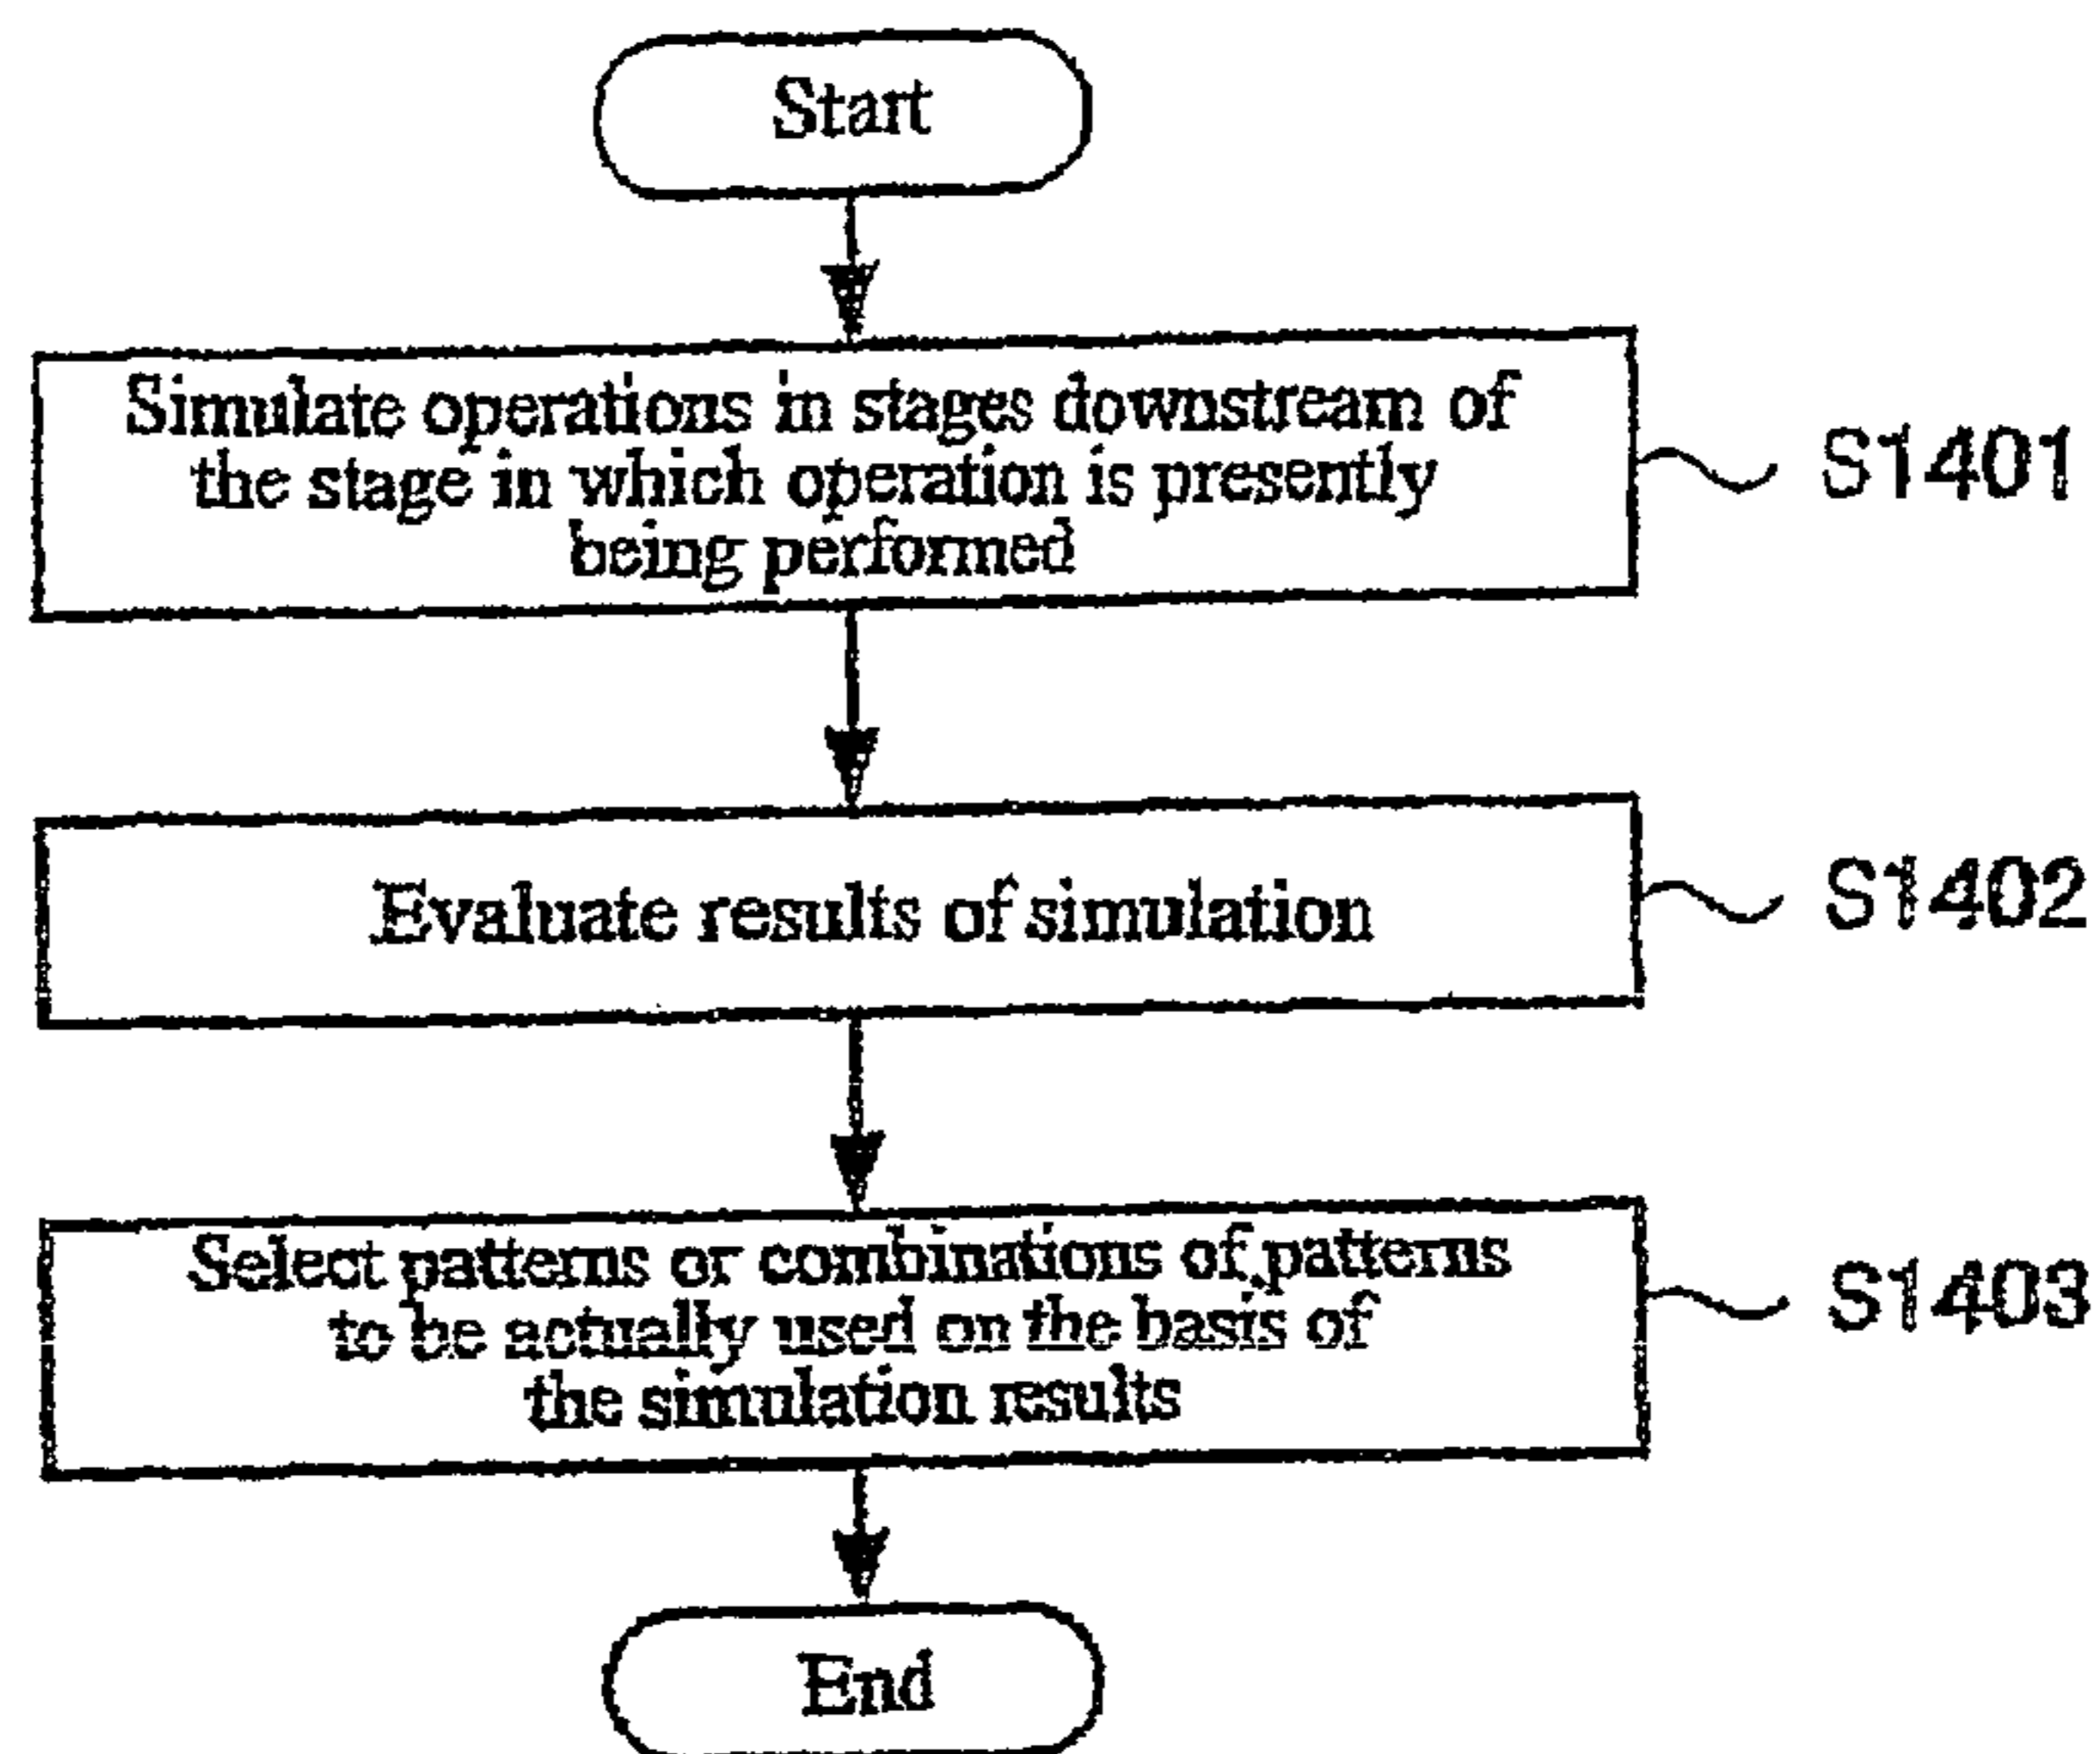 Start
Simulate operations in stages downstream of
the stage in which operation is presently
being performed
S1401
Evaluate results of simulation
S1402
Select patterns or combinations of patterns
to be actually used on the basis of
the simulation results
S1403
End